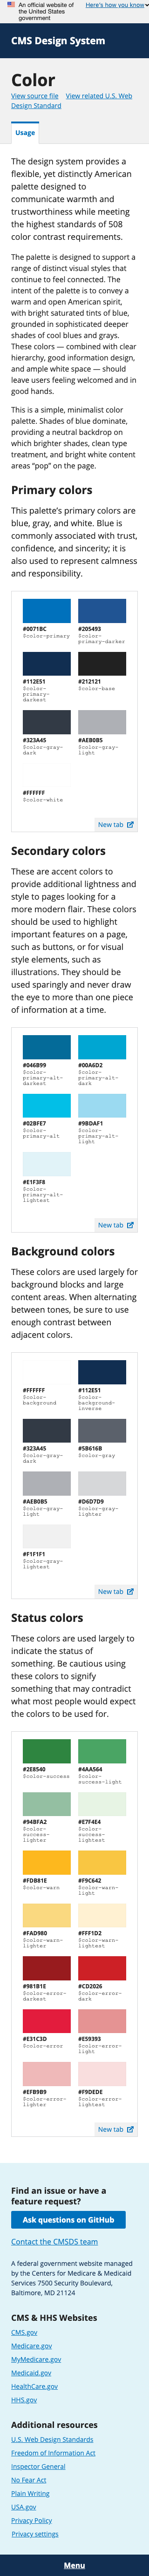 An official website of
the United States
government
Here's how you know
CMS Design System
Color
View source file View related U.S. Web
Design Standard
Usage
The design system provides a
visually, yet distinctly American
palette designed to
communicate warmth and
trustworthiness while meeting
the highest standards of 508
color contrast requirements.
The palette is designed to support a
range of distinct visual styles that
continue to feel connected. The
intent of the palette is to convey a
warm and open American spirit,
with bright saturated tints of blue,
grounded in sophisticated deeper
shades of cool blues and grays.
These colors — combined with clear
hierarchy, good information design,
and ample white space — should
leave users feeling welcomed and in
good hands.
This is a simple, minimalist color
palette. Shades of blue dominate,
providing a neutral backdrop on
which brighter shades, clean type
treatment, and bright white content
areas “pop” on the page.
Primary colors
This palette’s primary colors are
blue, gray, and white. Blue is
commonly associated with trust,
confidence, and sincerity; it is
also used to represent calmness
and responsibility.
#0071BC
$color-primary
#205493
$color-
primary-darker
#112E51
$color-
primary-
darkest
#212121
$color-base
#323A45
$color-gray-
dark
#AEB0B5
$color-gray-
light
#FFFFFF
$color-white
New tab
Secondary colors
These are accent colors to
provide additional lightness and
style to pages looking for a
more modern flair. These colors
should be used to highlight
important features on a page,
such as buttons, or for visual
style elements, such as
illustrations. They should be
used sparingly and never draw
the eye to more than one piece
of information at a time.
#046B99
$color-
primary-alt-
darkest
#00A6D2
$color-
primary-alt-
dark
#02BFE7
$color-
primary-alt
#9BDAF1
$color-
primary-alt-
light
#E1F3F8
$color-
primary-alt-
lightest
New tab
Background colors
These colors are used largely for
background blocks and large
content areas. When alternating
between tones, be sure to use
enough contrast between
adjacent colors.
#FFFFFF
$color-
background
#112E51
$color-
background-
inverse
#323A45
$color-gray-
dark
#5B616B
$color-gray
#AEB0B5
$color-gray-
light
#D6D7D9
$color-gray-
lighter
#F1F1F1
$color-gray-
lightest
New tab
Status colors
These colors are used largely to
indicate the status of
something. Be cautious using
these colors to signify
something that may contradict
what most people would expect
these colors to be used for.
#2E8540
$color-success
#4AA564
$color-
success-light
#94BFA2
$color-
success-
lighter
#E7F4E4
$color-
success-
lightest
#FDB81E
$color-warn
#F9C642
$color-warn-
light
#FAD980
$color-warn-
lighter
#FFF1D2
$color-warn-
lightest
#981B1E
$color-error-
darkest
#CD2026
$color-error-
dark
#E31C3D
$color-error
#E59393
$color-error-
light
#EFB9B9
$color-error-
lighter
#F9DEDE
$color-error-
lightest
New tab
Find an issue or have a
feature request?
Ask questions on GitHub
Contact the CMSDS team
A federal government website managed
by the Centers for Medicare & Medicaid
Services 7500 Security Boulevard,
Baltimore, MD 21124
CMS & HHS Websites
CMS.gov
Medicare.gov
MyMedicare.gov
Medicaid.gov
HealthCare.gov
HHS.gov
Additional resources
U.S. Web Design Standards
Freedom of Information Act
Inspector General
No Fear Act
Plain Writing
USA.gov
Privacy Policy
Privacy settings
Menu